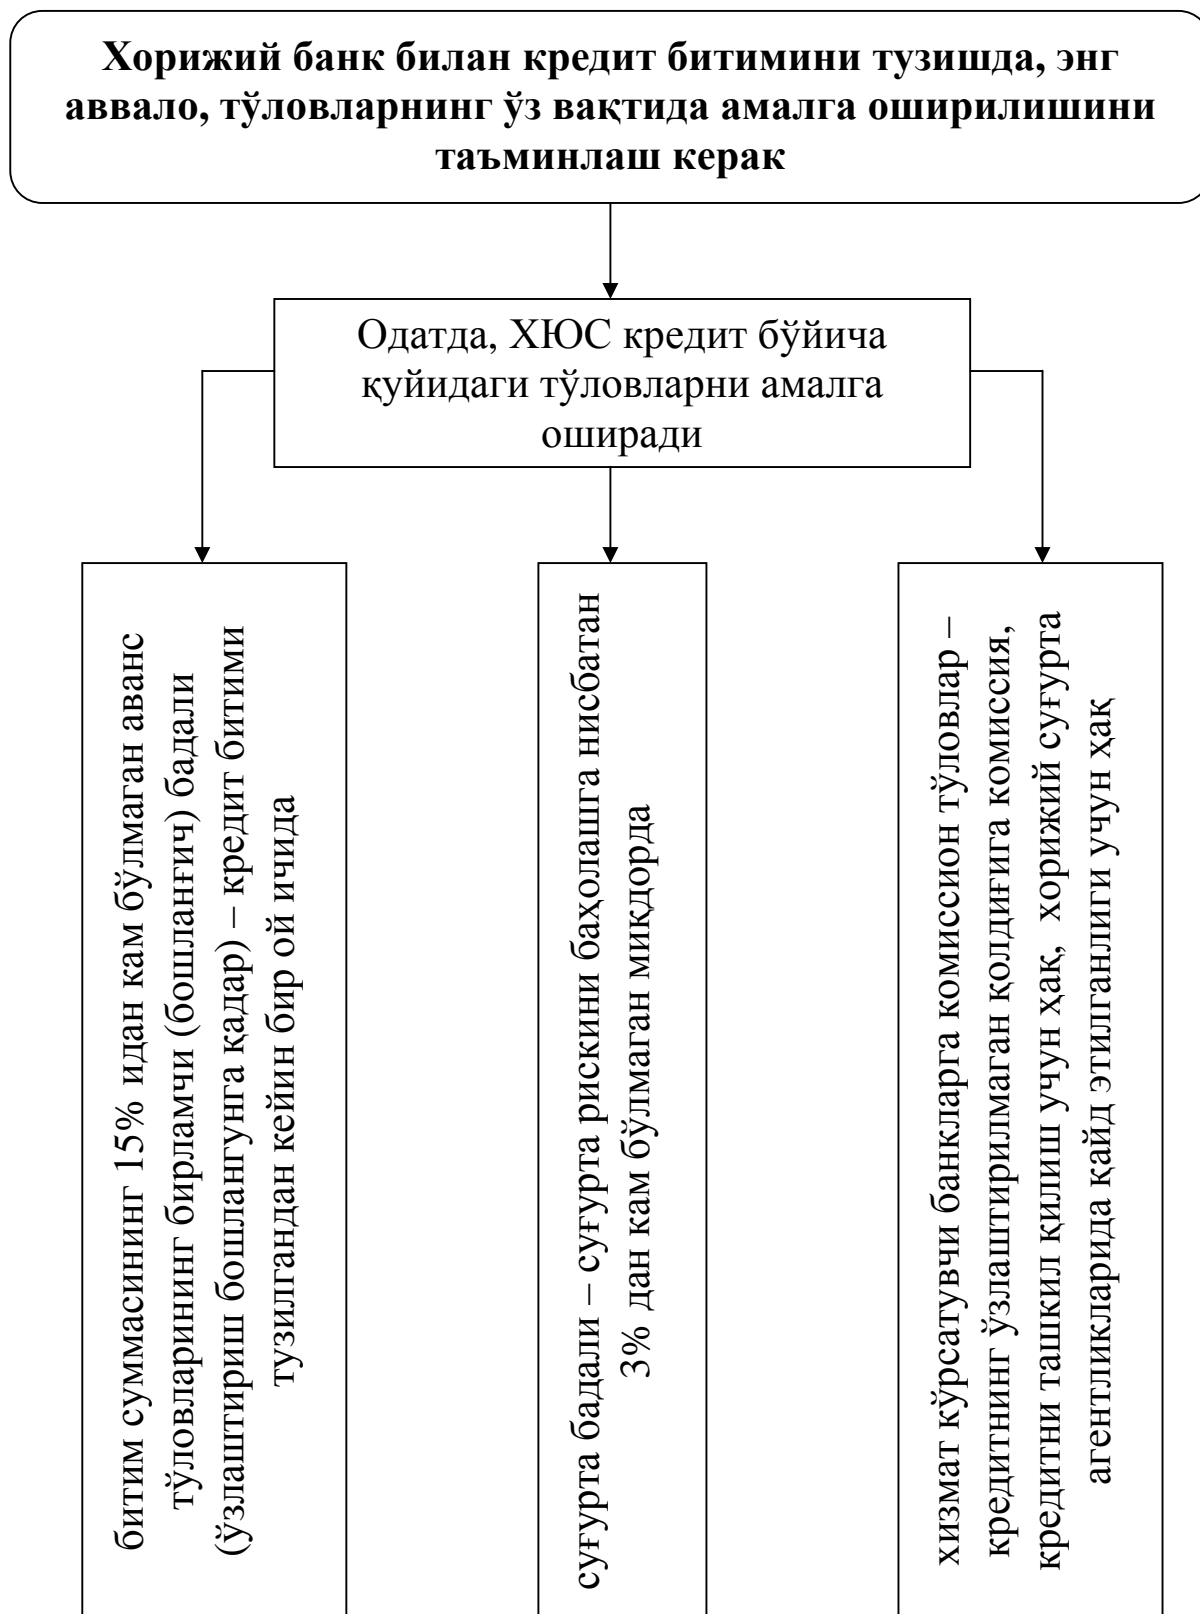 Хорижий банк билан кредит битимини тузишда, энг
аввало, тўловларнинг ўз вақтида амалга оширилишини
таъминлаш керак
Одатда, ХЮС кредит бўйича
қуйидаги тўловларни амалга
оширади
битим суммасининг 15% идан кам бўлмаган аванс
тўловларининг бирламчи (бошланғич) бадали
(ўзлаштириш бошлангунга қадар) – кредит битими
тузилгандан кейин бир ой ичида
суғурта бадали – суғурта рискини баҳолашга нисбатан
3% дан кам бўлмаган миқдорда
хизмат кўрсатувчи банкларга комиссион тўловлар –
кредитнинг ўзлаштирилмаган қолдиғига комиссия,
кредитни ташкил қилиш учун ҳақ, хорижий суғурта
агентликларида қайд этилганлиги учун ҳақ